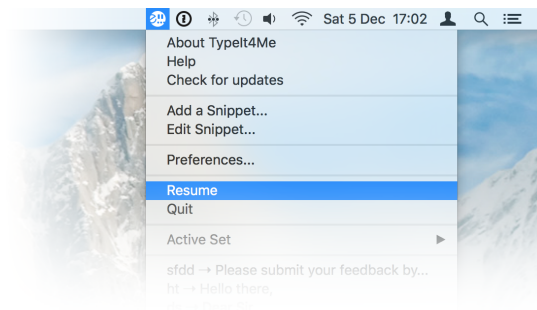 Sat 5 Dec 17:02
About TypeIt4Me
Help
Check for updates
Add a Snippet...
Edit Snippet...
Preferences...
Resume
Quit
Active Set
sfdd ⇢ Please submit your feedback by...
ht ⇢ Hello there,